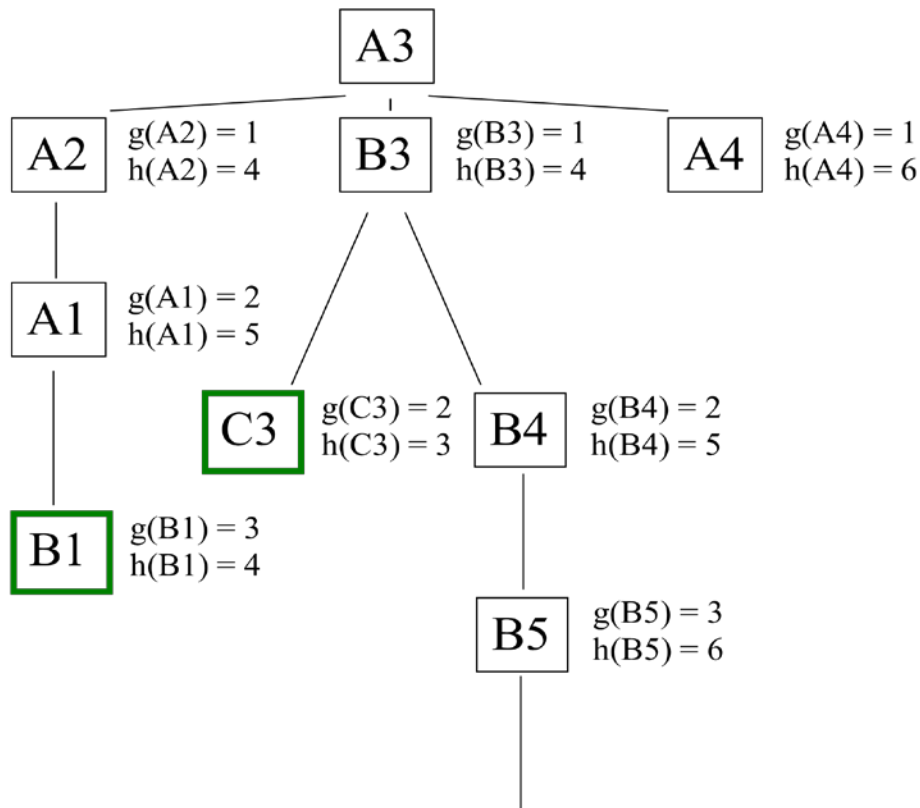 A3
A2
g(A2) = 1
h(A2) = 4
B3
g(B3) = 1
h(B3) = 4
A4
g(A4) = 1
h(A4) = 6
A1
g(A1) = 2
h(A1) = 5
C3
g(C3) = 2
h(C3) = 3
B4
g(B4) = 2
h(B4) = 5
B1
g(B1) = 3
h(B1) = 4
B5
g(B5) = 3
h(B5) = 6